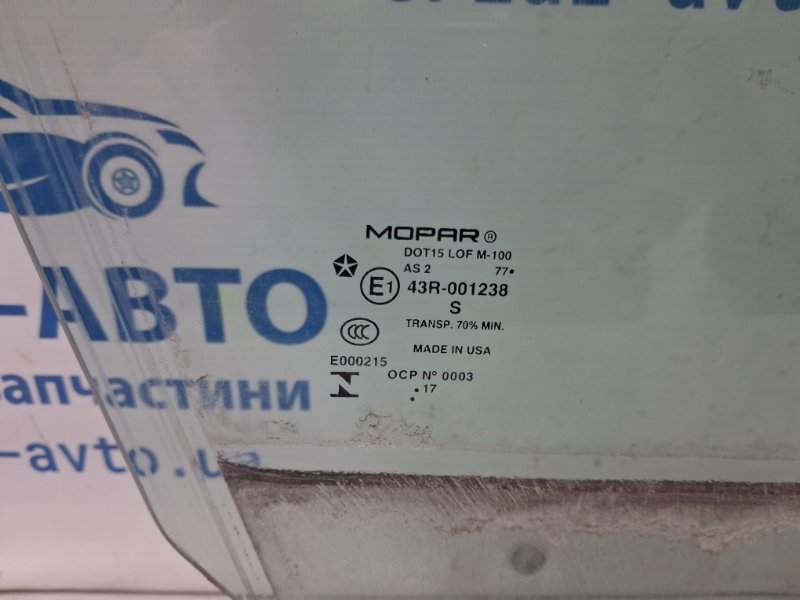 MOPAR ®
DOT15 LOF M-100
AS 2 77•
E1 43R-001238
S
TRANSP. 70% MIN.
CCC
MADE IN USA
E000215
OCP Nº 0003
• 17
•
-АВТО
запчастини
-avto.ua